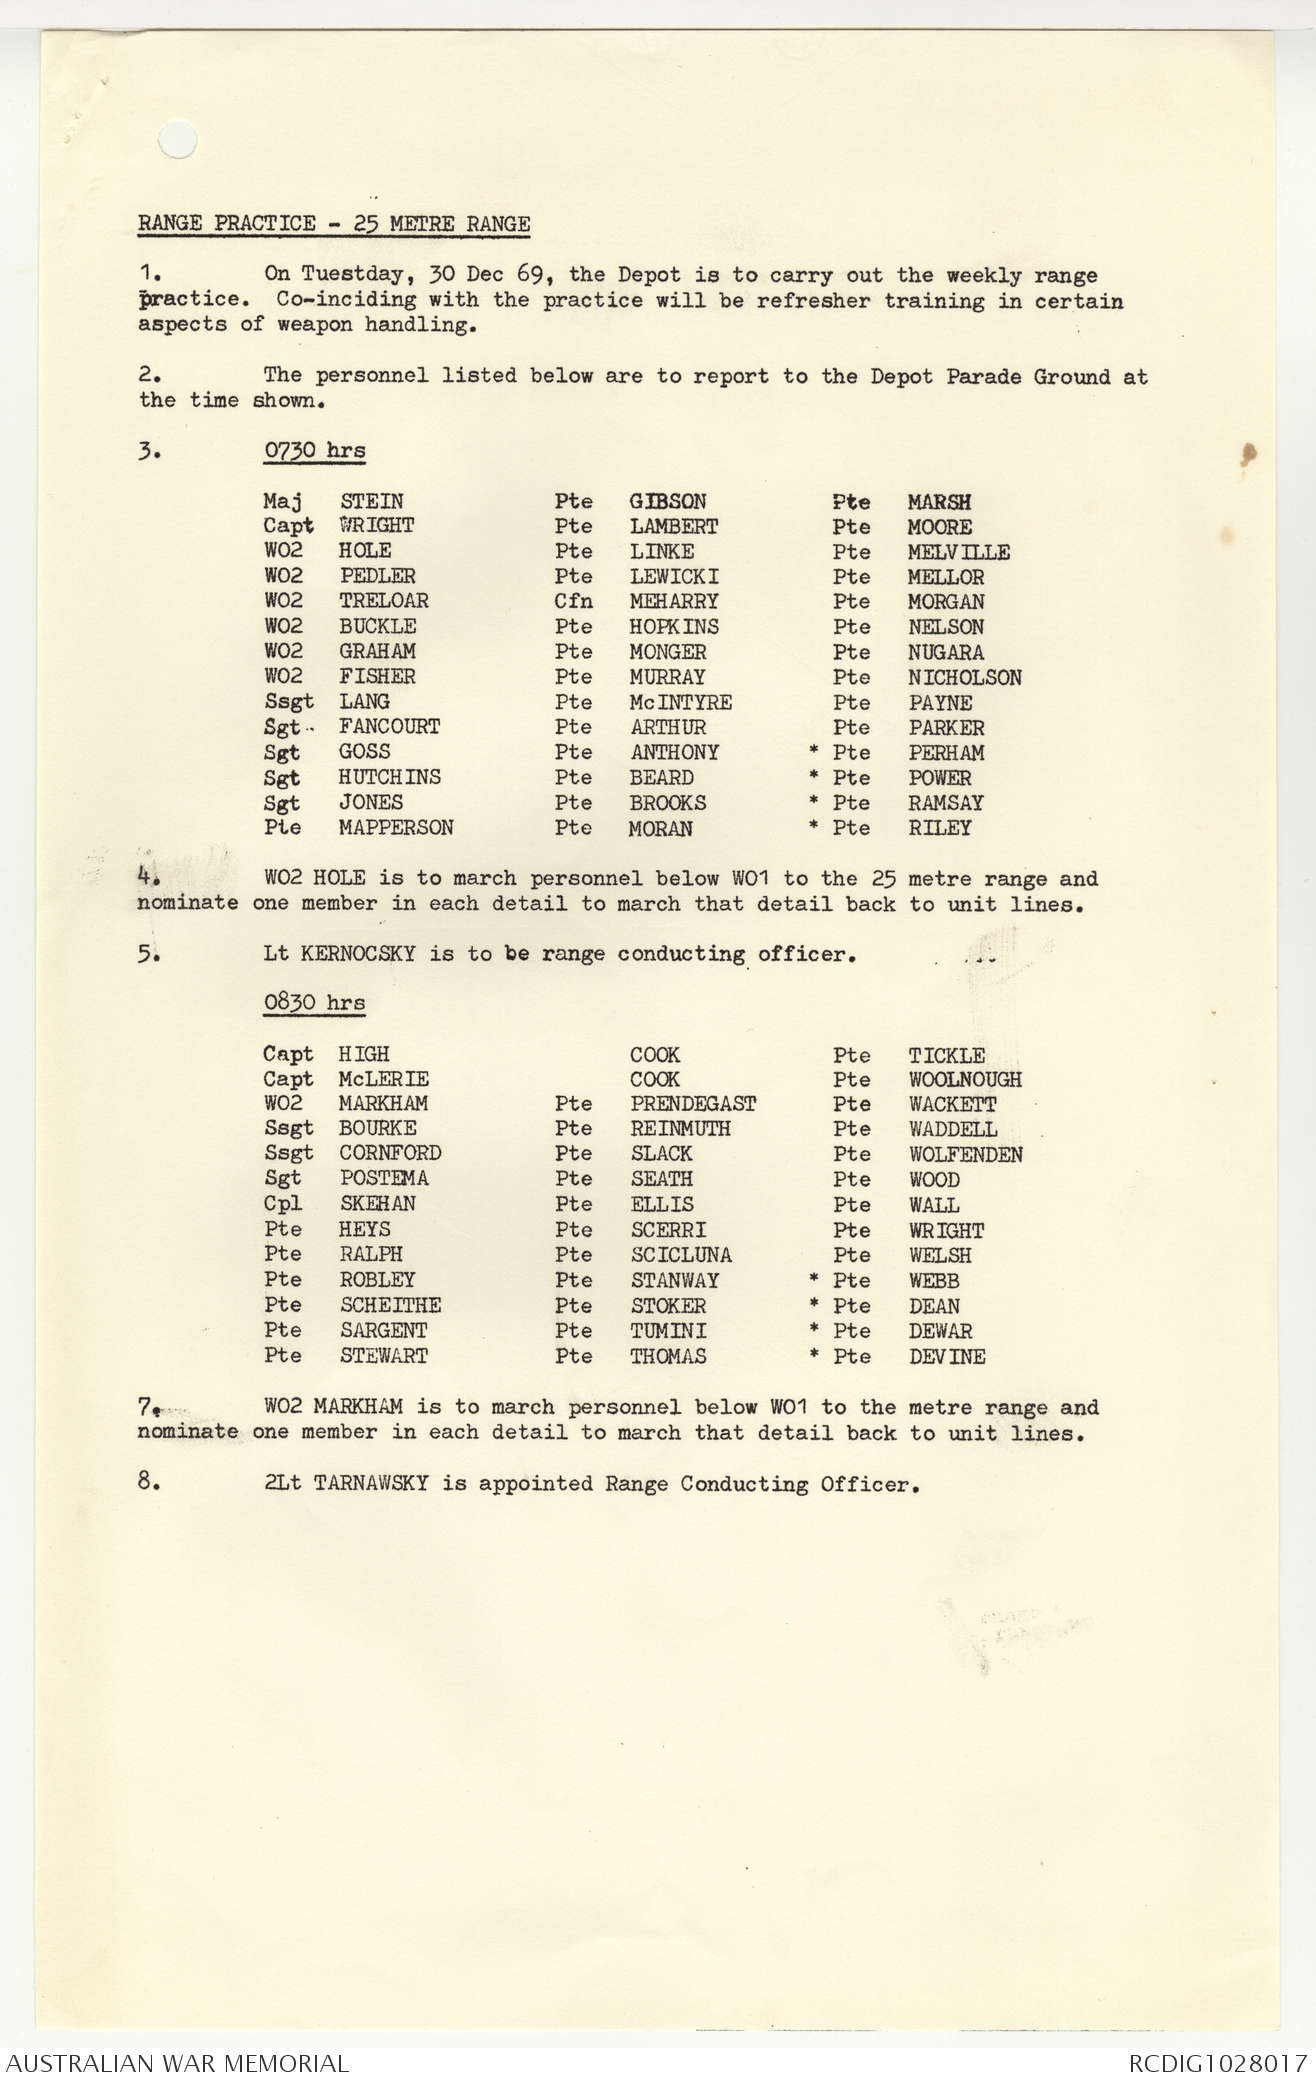 RANGE PRACTICE - 25 METRE RANGE
1. On Tuestday, 30 Dec 69, the Depot is to carry out the weekly range
practice. Co-inciding with the practice will be refresher training in certain
aspects of weapon handling.
2. The personnel listed below are to report to the Depot Parade Ground at
the time shown.
3. 0730 hrs
Maj STEIN Pte GIBSON Pte MARSH
Capt WRIGHT Pte LAMBERT Pte MOORE
WO2 HOLE Pte LINKE Pte MELVILLE
WO2 PEDLER Pte LEWICKI Pte MELLOR
WO2 TRELOAR Cfn MEHARRY Pte MORGAN
WO2 BUCKLE Pte HOPKINS Pte NELSON
WO2 GRAHAM Pte MONGER Pte NUGARA
WO2 FISHER Pte MURRAY Pte NICHOLSON
Ssgt LANG Pte McINTYRE Pte PAYNE
Sgt FANCOURT Pte ARTHUR Pte PARKER
Sgt GOSS Pte ANTHONY * Pte PERHAM
Sgt HUTCHINS Pte BEARD * Pte POWER
Sgt JONES Pte BROOKS * Pte RAMSAY
Pte MAPPERSON Pte MORAN * Pte RILEY
4. WO2 HOLE is to march personnel below WO1 to the 25 metre range and
nominate one member in each detail to march that detail back to unit lines.
5. Lt KERNOCSKY is to be range conducting officer.
0830 hrs
Capt HIGH COOK Pte TICKLE
Capt McLERIE COOK Pte WOOLNOUGH
WO2 MARKHAM Pte PRENDEGAST Pte WACKETT
Ssgt BOURKE Pte REINMUTH Pte WADDELL
Ssgt CORNFORD Pte SLACK Pte WOLFENDEN
Sgt POSTEMA Pte SEATH Pte WOOD
Cpl SKEHAN Pte ELLIS Pte WALL
Pte HEYS Pte SCERRI Pte WRIGHT
Pte RALPH Pte SCICLUNA Pte WELSH
Pte ROBLEY Pte STANWAY * Pte WEBB
Pte SCHEITHE Pte STOKER * Pte DEAN
Pte SARGENT Pte TUMINI * Pte DEWAR
Pte STEWART Pte THOMAS * Pte DEVINE
7. WO2 MARKHAM is to march personnel below WO1 to the metre range and
nominate one member in each detail to march that detail back to unit lines.
8. 2Lt TARNAWSKY is appointed Range Conducting Officer.
AUSTRALIAN WAR MEMORIAL
RCDIG1028017